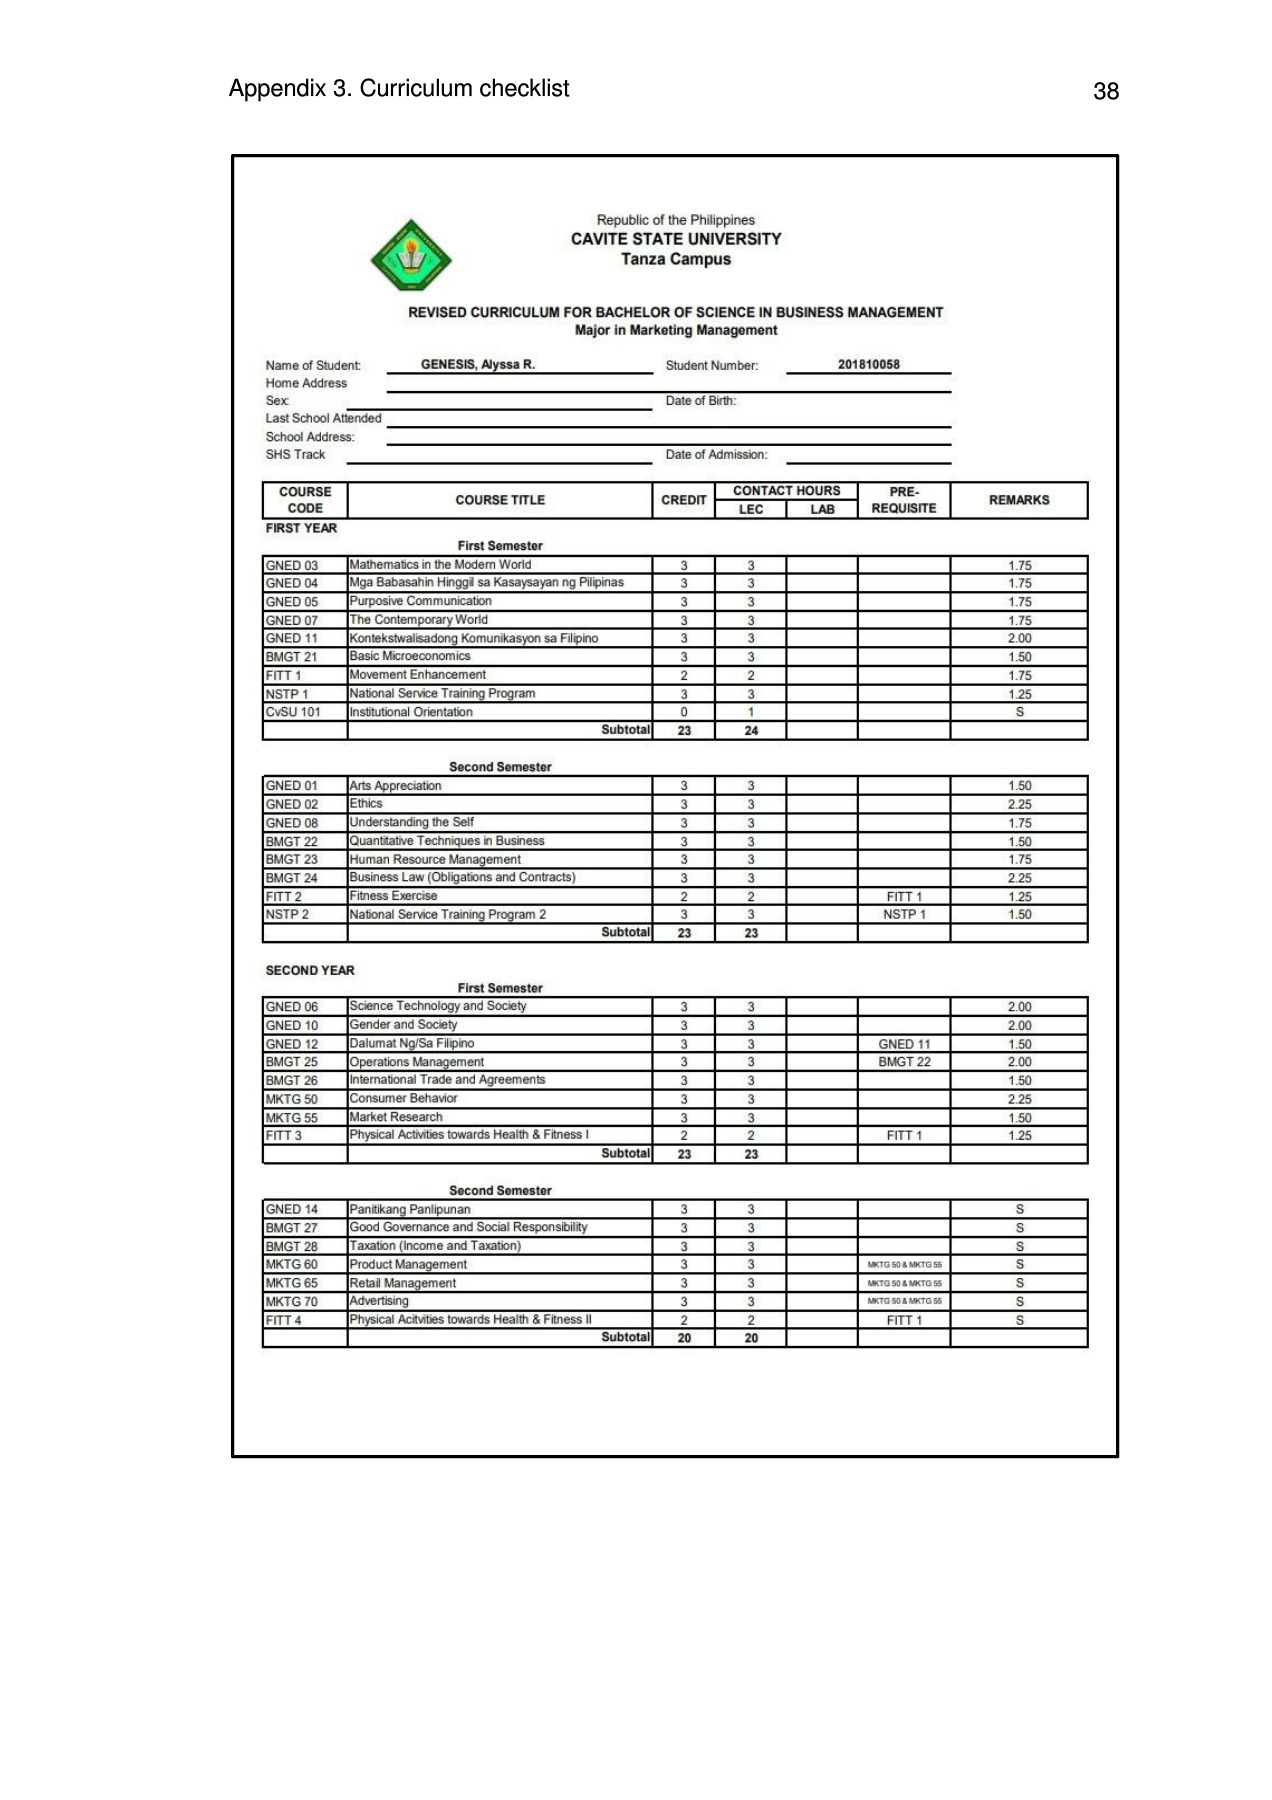 Appendix 3. Curriculum checklist 38
Republic of the Philippines
CAVITE STATE UNIVERSITY
Tanza Campus
REVISED CURRICULUM FOR BACHELOR OF SCIENCE IN BUSINESS MANAGEMENT
Major in Marketing Management
Name of Student: GENESIS, Alyssa R. Student Number: 201810058
Home Address
Sex: Date of Birth:
Last School Attended
School Address:
SHS Track Date of Admission:
COURSE CODE COURSE TITLE CREDIT CONTACT HOURS LEC LAB PRE-REQUISITE REMARKS
FIRST YEAR
First Semester
GNED 03 Mathematics in the Modern World 3 3 1.75
GNED 04 Mga Babasahin Hinggil sa Kasaysayan ng Pilipinas 3 3 1.75
GNED 05 Purposive Communication 3 3 1.75
GNED 07 The Contemporary World 3 3 1.75
GNED 11 Kontekstwalisadong Komunikasyon sa Filipino 3 3 2.00
BMGT 21 Basic Microeconomics 3 3 1.50
FITT 1 Movement Enhancement 2 2 1.75
NSTP 1 National Service Training Program 3 3 1.25
CvSU 101 Institutional Orientation 0 1 S
Subtotal 23 24
Second Semester
GNED 01 Arts Appreciation 3 3 1.50
GNED 02 Ethics 3 3 2.25
GNED 08 Understanding the Self 3 3 1.75
BMGT 22 Quantitative Techniques in Business 3 3 1.50
BMGT 23 Human Resource Management 3 3 1.75
BMGT 24 Business Law (Obligations and Contracts) 3 3 2.25
FITT 2 Fitness Exercise 2 2 FITT 1 1.25
NSTP 2 National Service Training Program 2 3 3 NSTP 1 1.50
Subtotal 23 23
SECOND YEAR
First Semester
GNED 06 Science Technology and Society 3 3 2.00
GNED 10 Gender and Society 3 3 2.00
GNED 12 Dalumat Ng/Sa Filipino 3 3 GNED 11 1.50
BMGT 25 Operations Management 3 3 BMGT 22 2.00
BMGT 26 International Trade and Agreements 3 3 1.50
MKTG 50 Consumer Behavior 3 3 2.25
MKTG 55 Market Research 3 3 1.50
FITT 3 Physical Activities towards Health & Fitness I 2 2 FITT 1 1.25
Subtotal 23 23
Second Semester
GNED 14 Panitikang Panlipunan 3 3 S
BMGT 27 Good Governance and Social Responsibility 3 3 S
BMGT 28 Taxation (Income and Taxation) 3 3 S
MKTG 60 Product Management 3 3 MKTG 50 & MKTG 55 S
MKTG 65 Retail Management 3 3 MKTG 50 & MKTG 55 S
MKTG 70 Advertising 3 3 MKTG 50 & MKTG 55 S
FITT 4 Physical Acitvities towards Health & Fitness II 2 2 FITT 1 S
Subtotal 20 20